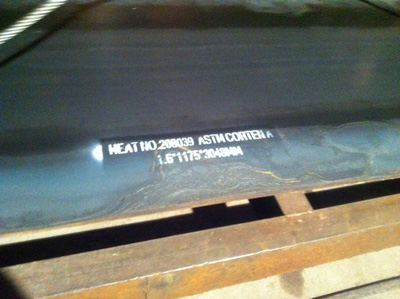 HEAT NO.208039 ASTM CORTEN A
1.6*1175*3048MM